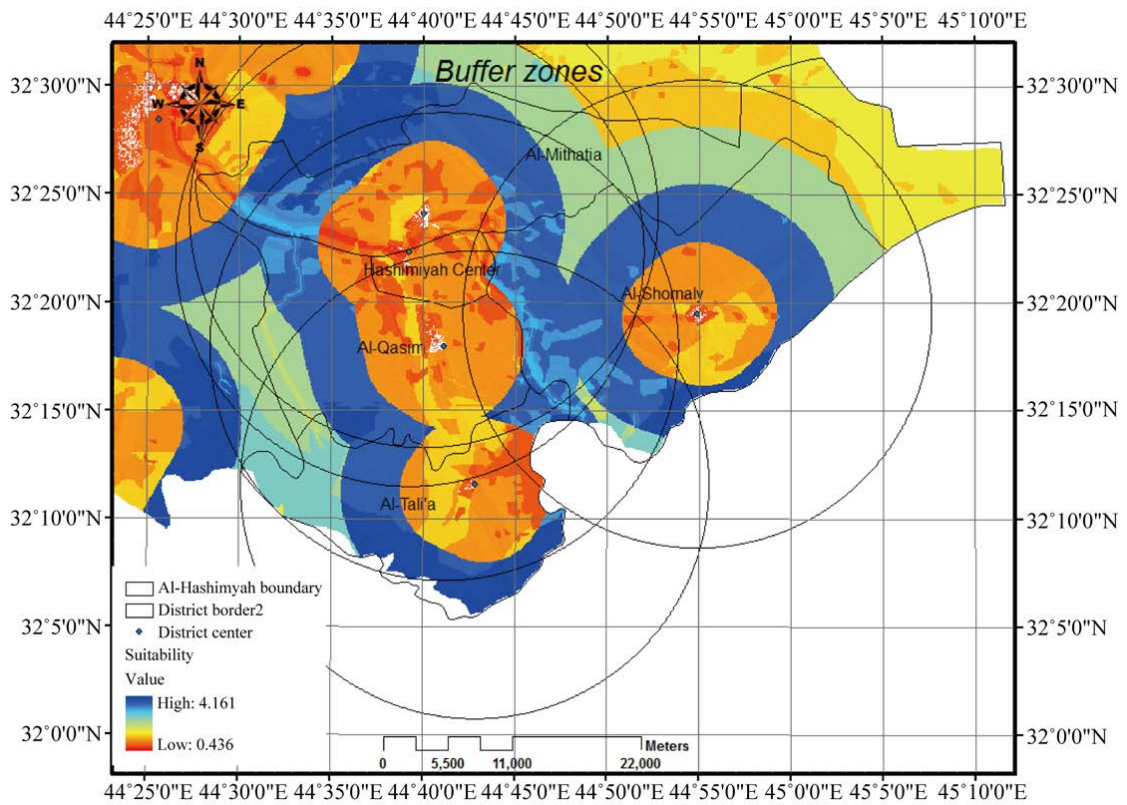 44°25'0"E 44°30'0"E 44°35'0"E 44°40'0"E 44°45'0"E 44°50'0"E 44°55'0"E 45°0'0"E 45°5'0"E 45°10'0"E
Buffer zones
32°30'0"N 32°30'0"N
N
W E
S
Al-Mithatia
32°25'0"N 32°25'0"N
Hashimiyah Center
Al-Shomaly
32°20'0"N 32°20'0"N
Al-Qasim
32°15'0"N 32°15'0"N
Al-Tali'a
32°10'0"N 32°10'0"N
Al-Hashimyah boundary
District border2
District center
32°5'0"N 32°5'0"N
Suitability
Value
High: 4.161
Low: 0.436
32°0'0"N 32°0'0"N
Meters
0 5,500 11,000 22,000
44°25'0"E 44°30'0"E 44°35'0"E 44°40'0"E 44°45'0"E 44°50'0"E 44°55'0"E 45°0'0"E 45°5'0"E 45°10'0"E